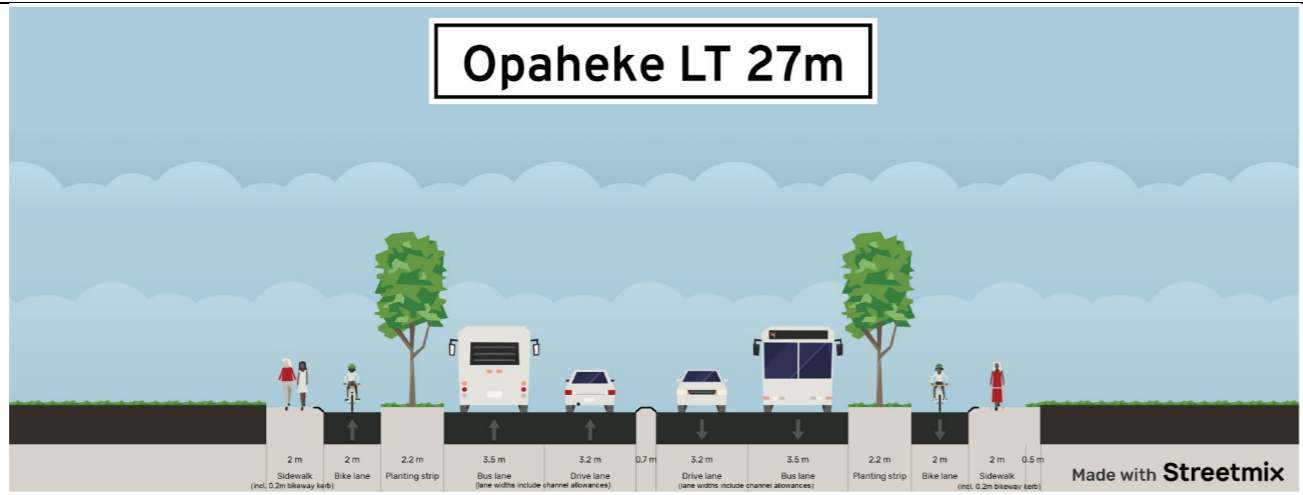 Opaheke LT 27m
4
2 m 2 m 2.2 m 3.5 m 3.2 m 0.7 m 3.2 m 3.5 m 2.2 m 2 m 2 m 0.5 m
Sidewalk Bike lane Planting strip Bus lane Drive lane Drive lane Bus lane Planting strip Bike lane Sidewalk
(incl. 0.2m bikeway kerb) (lane widths include channel allowances) (lane widths include channel allowances) (incl. 0.2m bikeway kerb)
Made with Streetmix